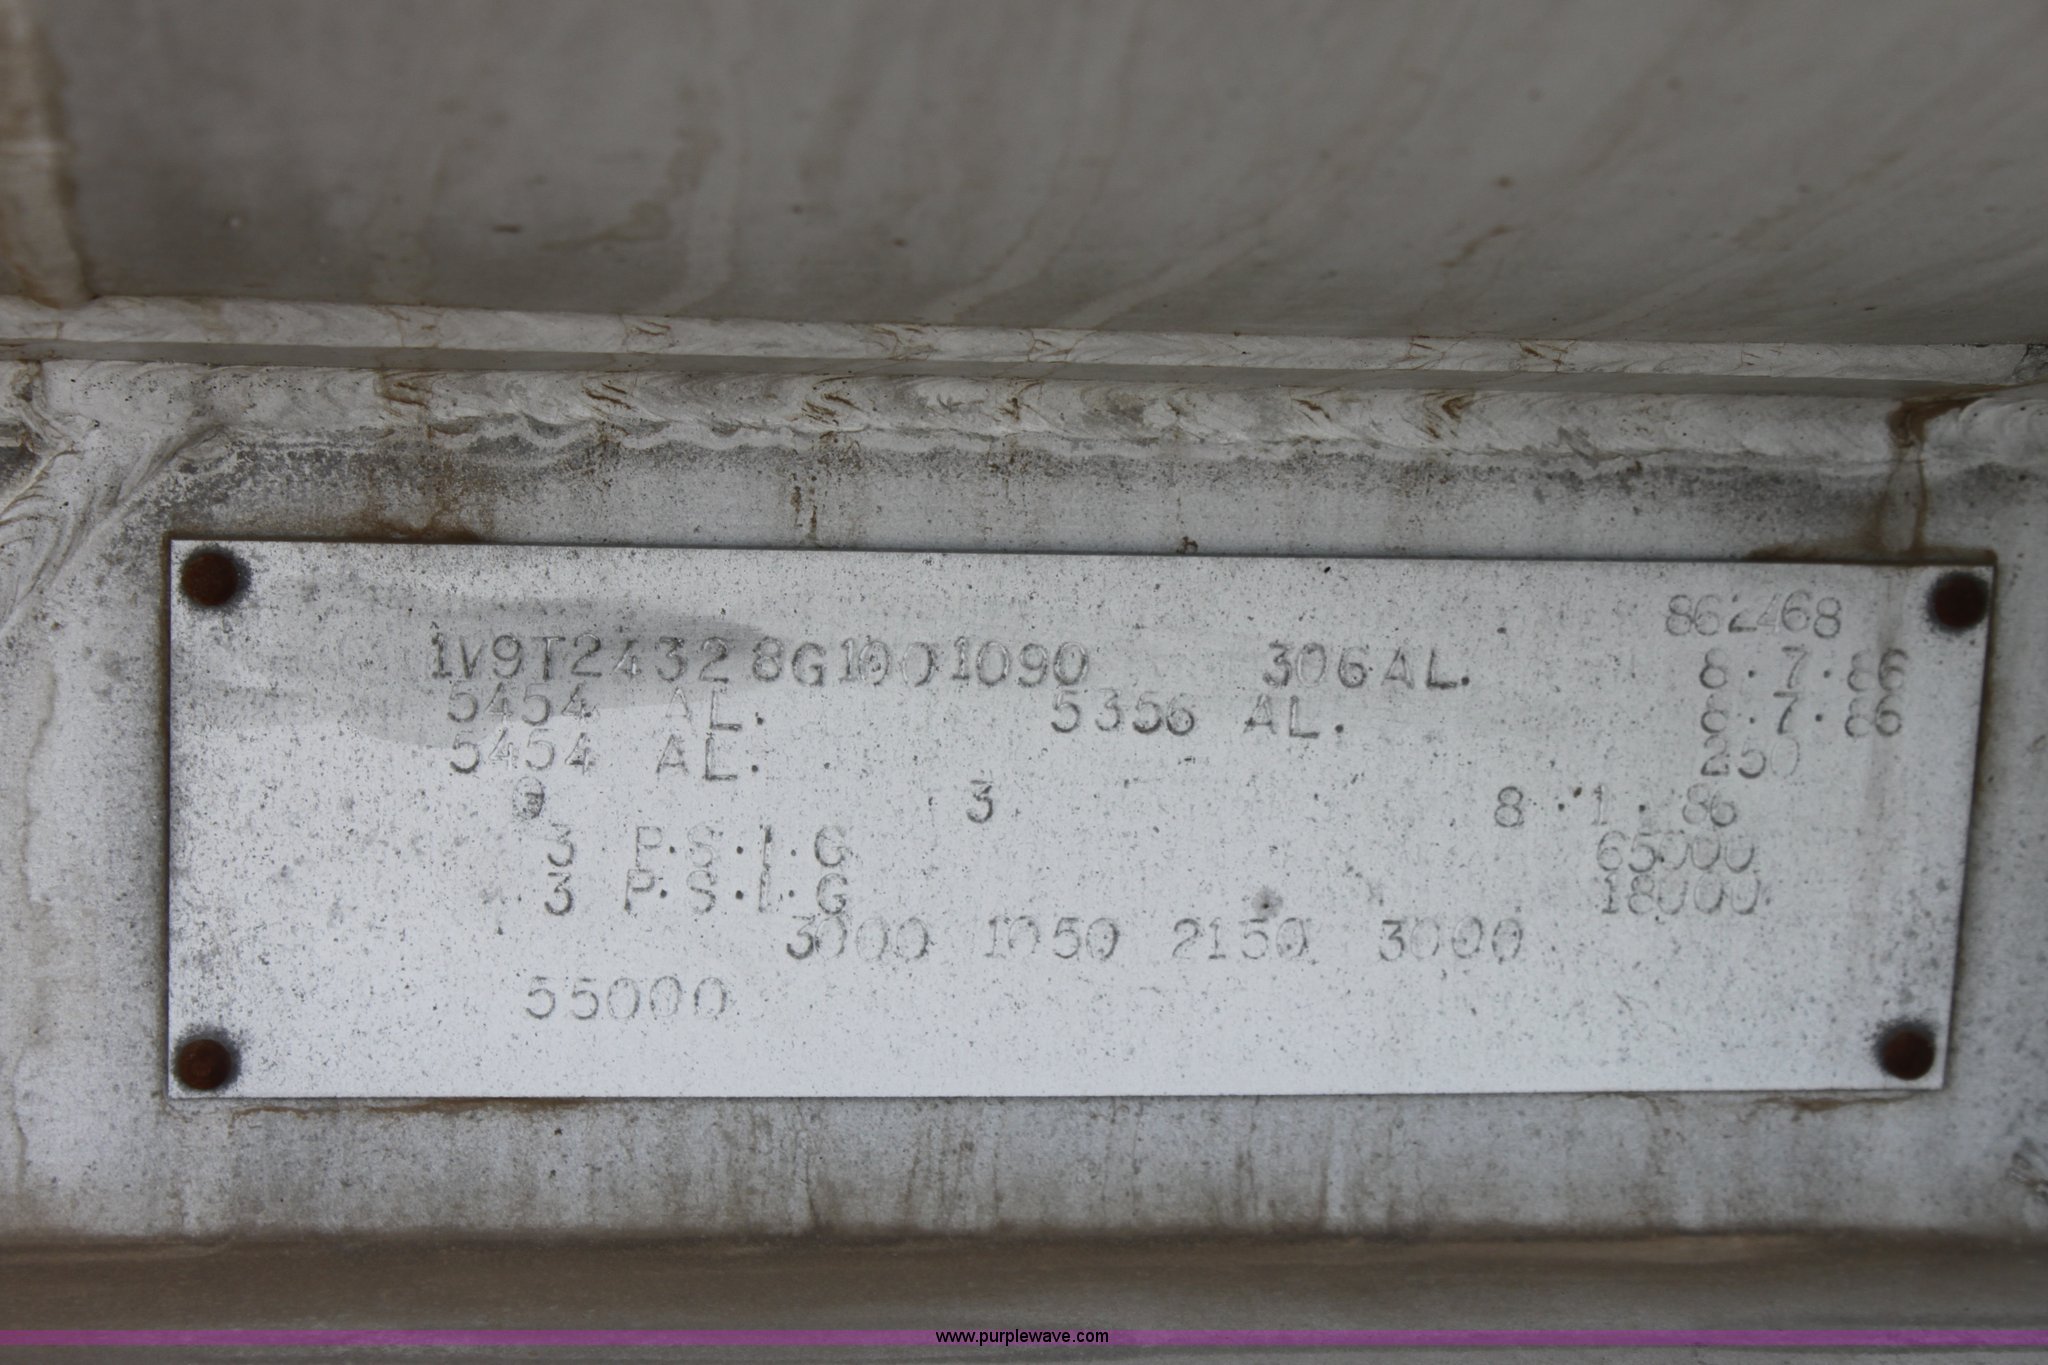 862468
1V9T24328G1001090 306AL. 8·7·86
5454 AL. 5356 AL. 8·7·86
5454 AL. 250
3 3 8·1·86
3 P.S.I.G 65000
3 P.S.I.G 18000
3000 1050 2150 3000
55000
www.purplewave.com